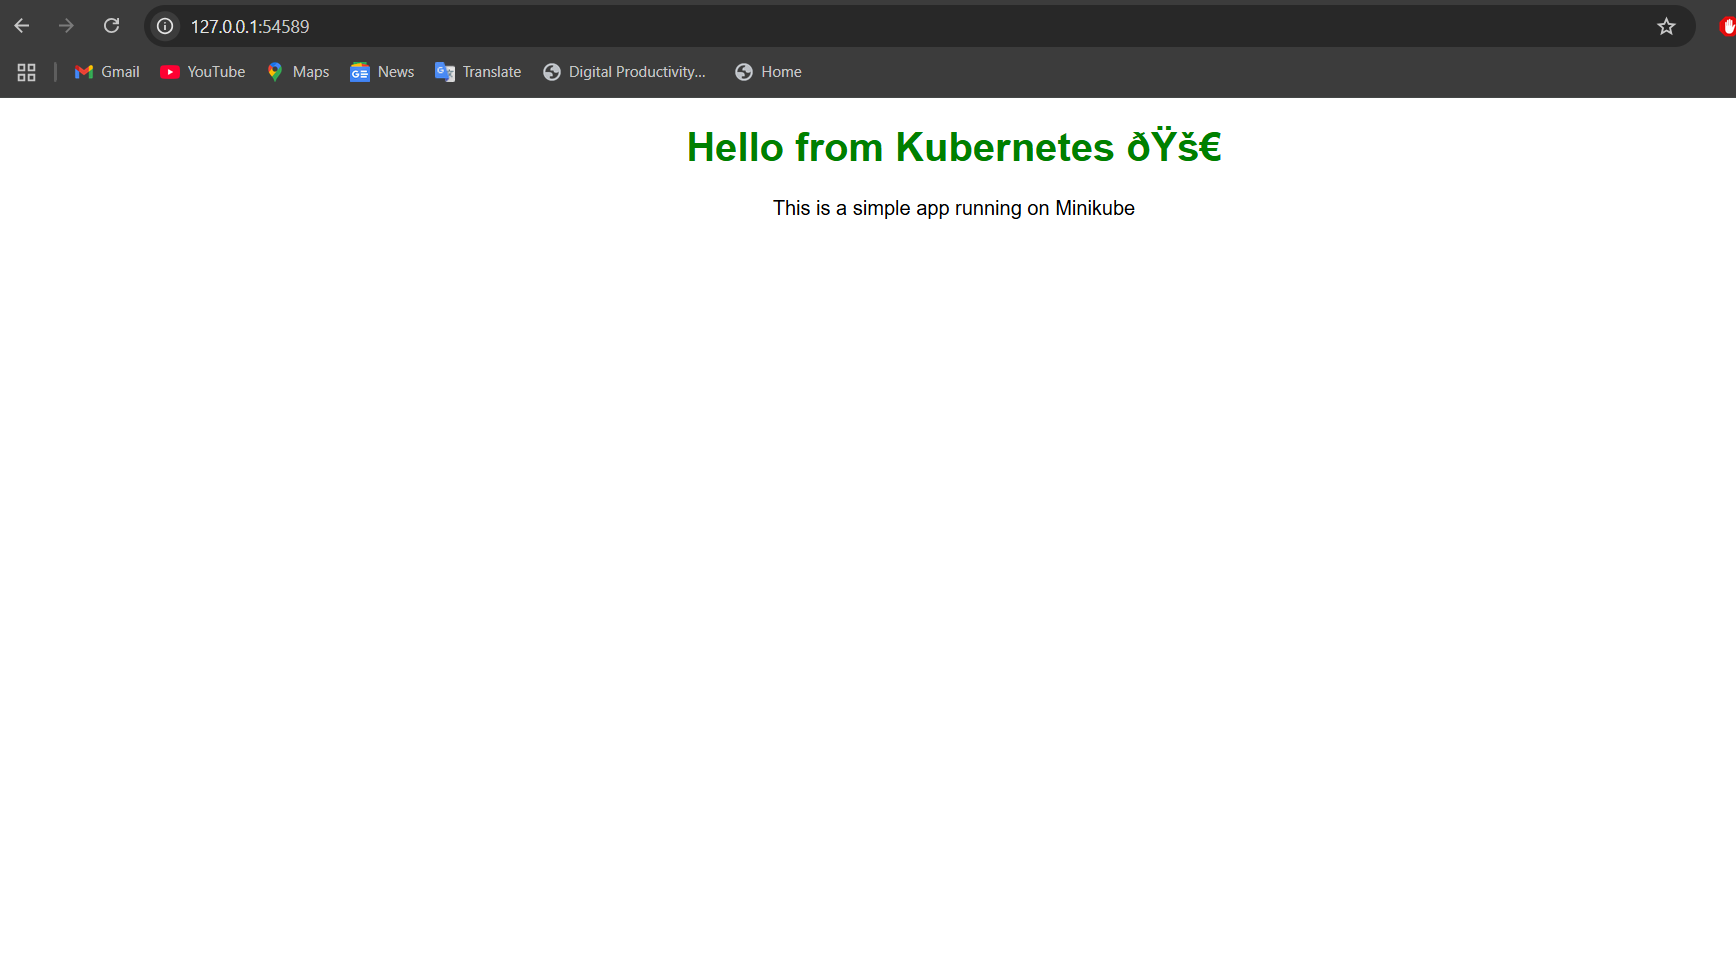 127.0.0.1:54589
Gmail YouTube Maps News Translate Digital Productivity... Home
Hello from Kubernetes ðŸš€
This is a simple app running on Minikube